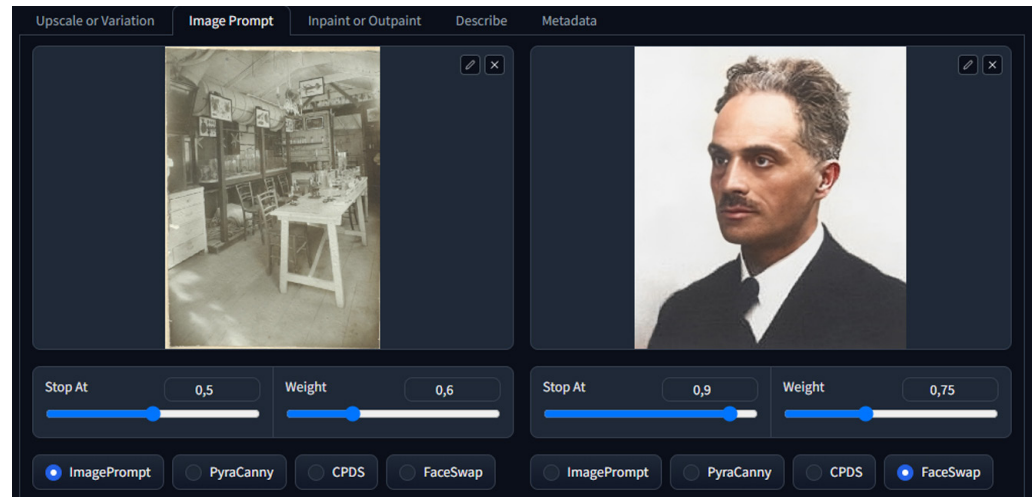 Upscale or Variation Image Prompt Inpaint or Outpaint Describe Metadata
Stop At 0,5 Weight 0,6 Stop At 0,9 Weight 0,75
ImagePrompt PyraCanny CPDS FaceSwap ImagePrompt PyraCanny CPDS FaceSwap